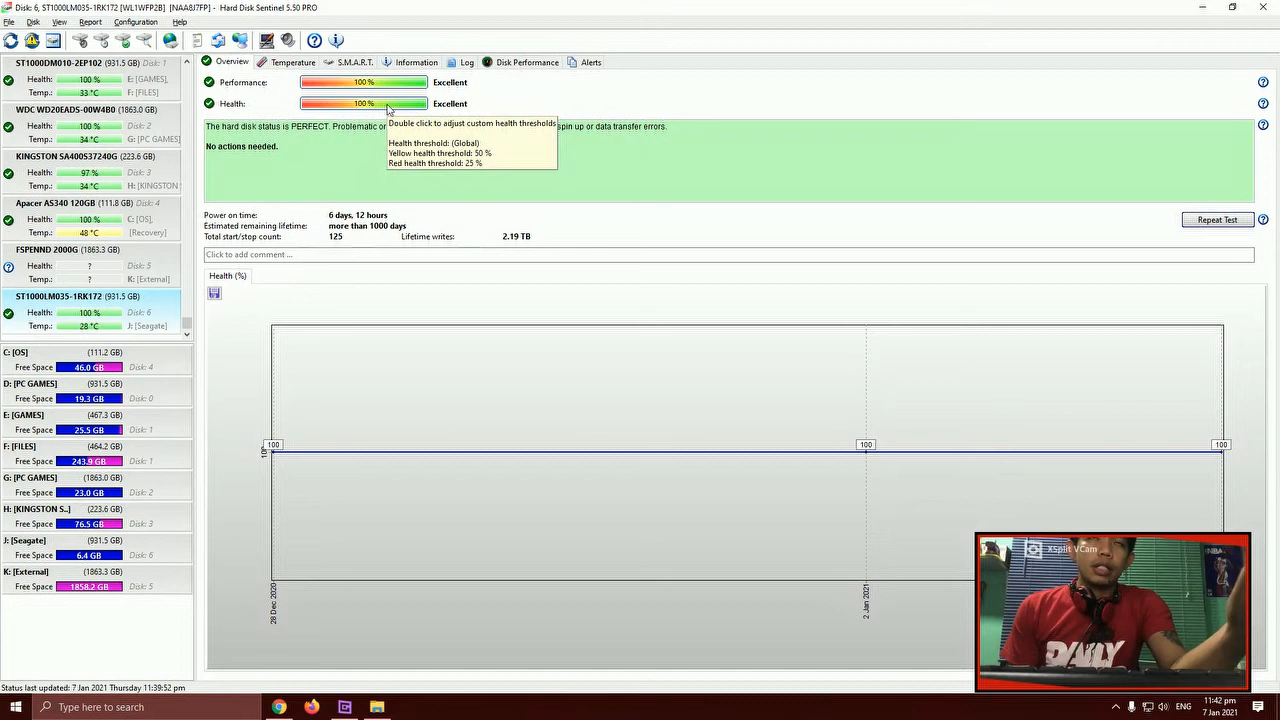 Disk: 6, ST1000LM035-1RK172 [WL1WFP2B] [NAA8J7FP] - Hard Disk Sentinel 5.50 PRO
File Disk View Report Configuration Help
ST1000DM010-2EP102 (931.5 GB) Disk: 1
Health: 100 % E: [GAMES],
Temp.: 33 °C F: [FILES]
WDC WD20EADS-00W4B0 (1863.0 GB)
Health: 100 % Disk: 2
Temp.: 34 °C G: [PC GAMES]
KINGSTON SA400S37240G (223.6 GB)
Health: 97 % Disk: 3
Temp.: 34 °C H: [KINGSTON
Apacer AS340 120GB (111.8 GB) Disk: 4
Health: 100 % C: [OS],
Temp.: 48 °C [Recovery]
FSPENND 2000G (1863.3 GB)
Health: ? Disk: 5
Temp.: ? K: [External]
ST1000LM035-1RK172 (931.5 GB)
Health: 100 % Disk: 6
Temp.: 28 °C J: [Seagate]
C: [OS] (111.2 GB)
Free Space 46.0 GB Disk: 4
D: [PC GAMES] (931.5 GB)
Free Space 19.3 GB Disk: 0
E: [GAMES] (467.3 GB)
Free Space 25.5 GB Disk: 1
F: [FILES] (464.2 GB)
Free Space 243.9 GB Disk: 1
G: [PC GAMES] (1863.0 GB)
Free Space 23.0 GB Disk: 2
H: [KINGSTON S..] (223.6 GB)
Free Space 76.5 GB Disk: 3
J: [Seagate] (931.5 GB)
Free Space 6.4 GB Disk: 6
K: [External] (1863.3 GB)
Free Space 1858.2 GB Disk: 5
Overview Temperature S.M.A.R.T. Information Log Disk Performance Alerts
Performance: 100 % Excellent
Health: 100 % Excellent
The hard disk status is PERFECT. Problematic or
spin up or data transfer errors.
No actions needed.
Double click to adjust custom health thresholds
Health threshold: (Global)
Yellow health threshold: 50 %
Red health threshold: 25 %
Power on time: 6 days, 12 hours
Estimated remaining lifetime: more than 1000 days
Total start/stop count: 125 Lifetime writes: 2.19 TB
Repeat Test
Click to add comment ...
Health (%)
100 100 100
28 Dec 2020
2 Jan 2021
XSplit VCam
NBA
DAILY
Status last updated: 7 Jan 2021 Thursday 11:39:52 pm
Type here to search
ENG
11:42 pm
7 Jan 2021